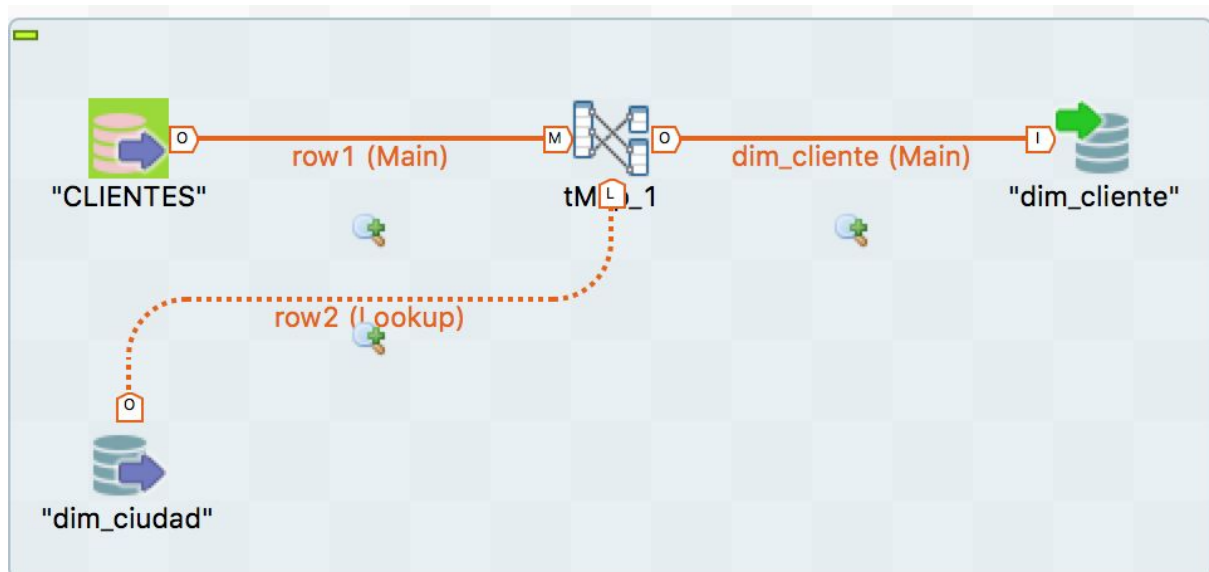 O
M
O
I
row1 (Main)
dim_cliente (Main)
"CLIENTES"
L
"dim_cliente"
row2 (Lookup)
O
"dim_ciudad"